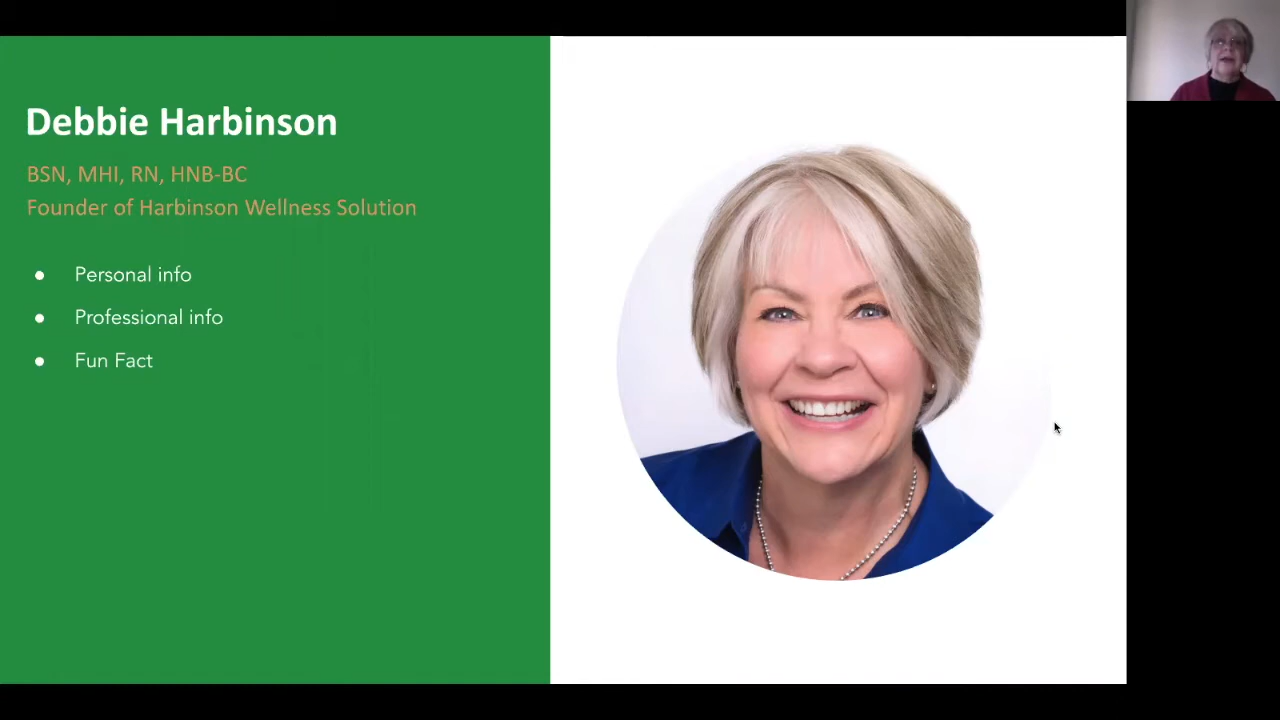 Debbie Harbinson
BSN, MHI, RN, HNB-BC
Founder of Harbinson Wellness Solution
● Personal info
● Professional info
● Fun Fact